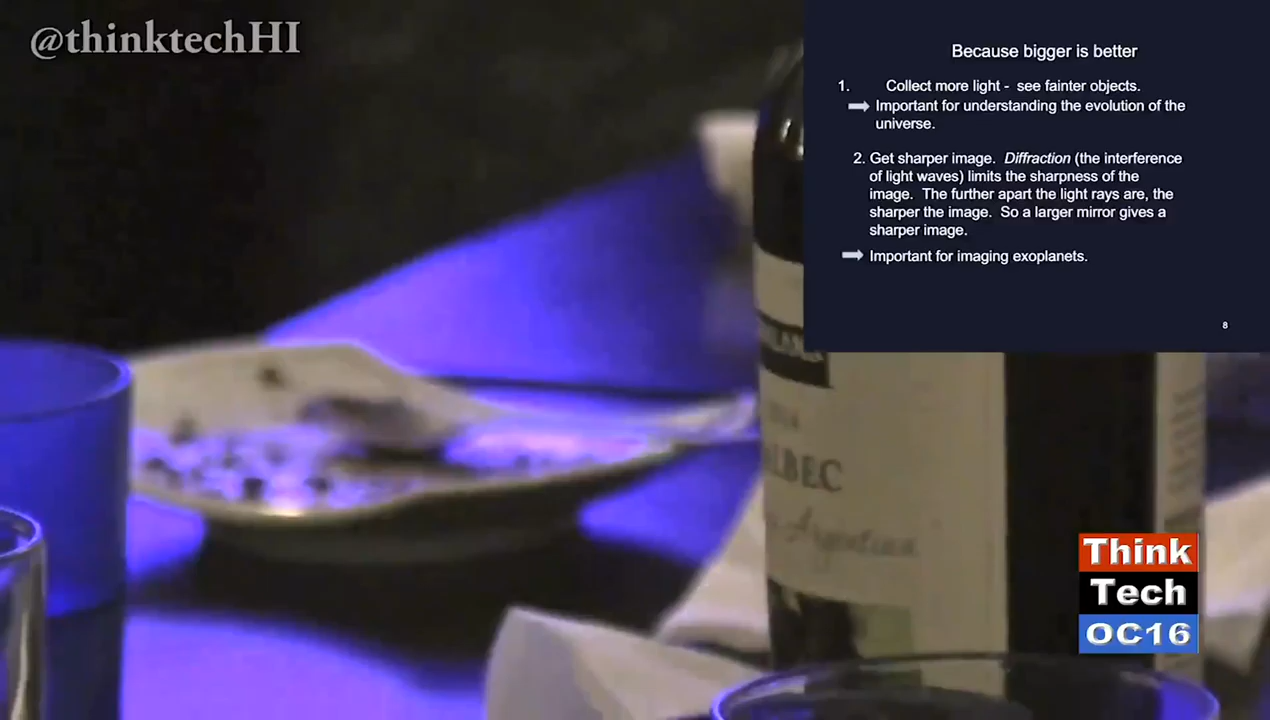 @thinktechHI
Because bigger is better
1. Collect more light - see fainter objects.
Important for understanding the evolution of the
universe.
2. Get sharper image. Diffraction (the interference
of light waves) limits the sharpness of the
image. The further apart the light rays are, the
sharper the image. So a larger mirror gives a
sharper image.
Important for imaging exoplanets.
8
LBEC
Argentina
Think
Tech
OC16